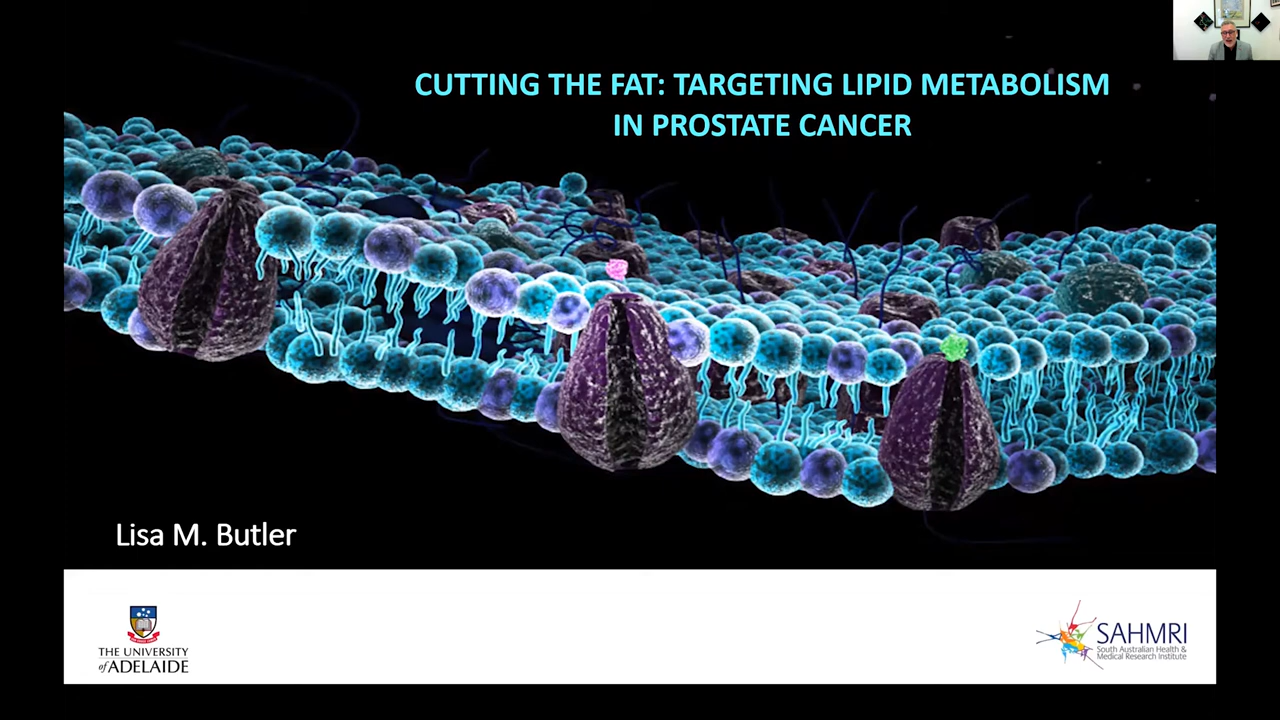 CUTTING THE FAT: TARGETING LIPID METABOLISM
IN PROSTATE CANCER
Lisa M. Butler
THE UNIVERSITY
of ADELAIDE
SAHMRI
South Australian Health &
Medical Research Institute